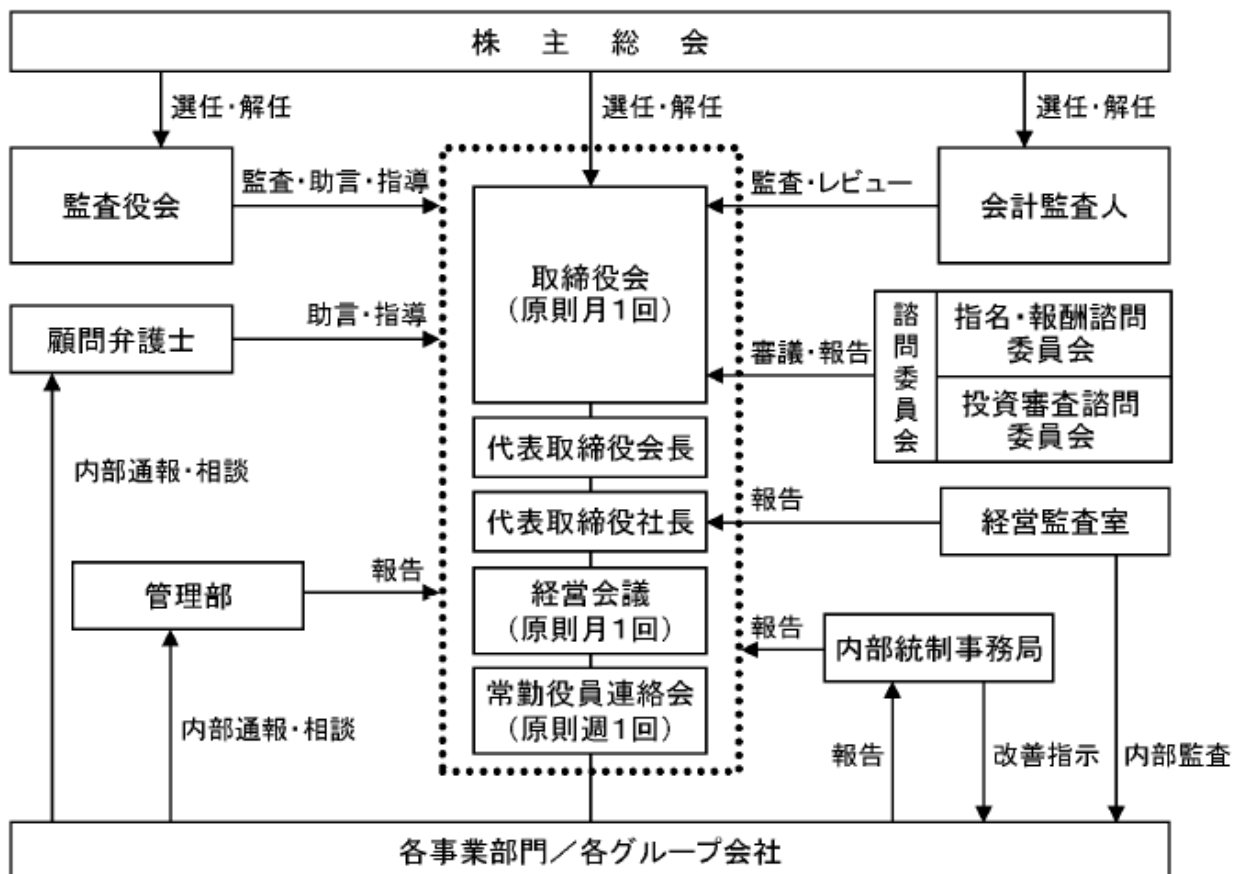 株主総会
選任・解任
選任・解任
選任・解任
監査役会
監査・助言・指導
監査・レビュー
会計監査人
取締役会
（原則月1回）
顧問弁護士
助言・指導
諮問委員会
指名・報酬諮問
委員会
審議・報告
投資審査諮問
委員会
代表取締役会長
内部通報・相談
代表取締役社長
報告
経営監査室
管理部
報告
経営会議
（原則月1回）
報告
内部統制事務局
常勤役員連絡会
（原則週1回）
内部通報・相談
報告
改善指示
内部監査
各事業部門／各グループ会社